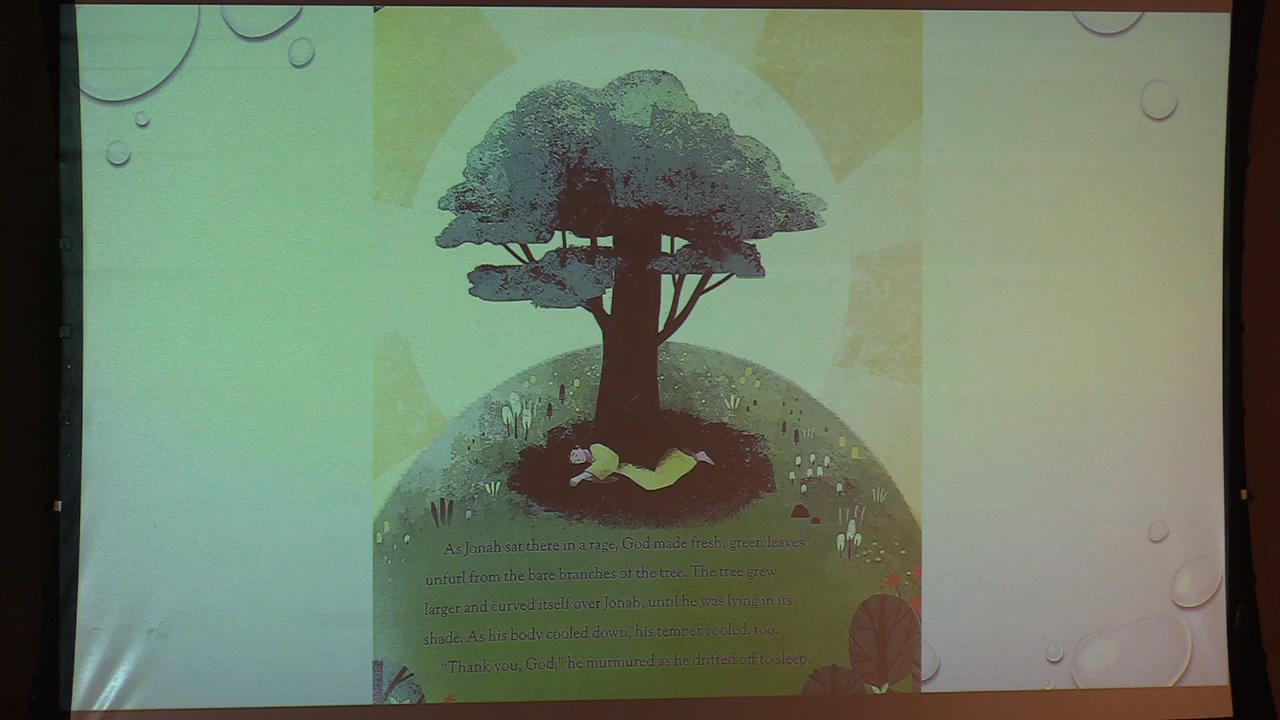 As Jonah sat there in a rage, God made fresh, green leaves
unfurl from the bare branches of the tree. The tree grew
larger and curved itself over Jonah, until he was lying in its
shade. As his body cooled down, his temper cooled, too.
“Thank you, God,” he murmured as he drifted off to sleep.